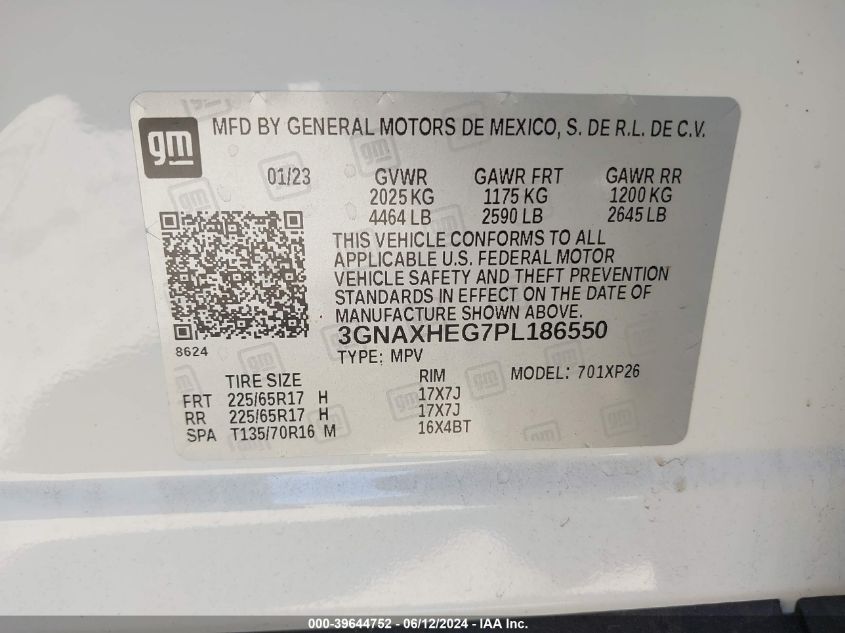 gm
MFD BY GENERAL MOTORS DE MEXICO, S. DE R.L. DE C.V.
01/23 GVWR GAWR FRT GAWR RR
2025 KG 1175 KG 1200 KG
4464 LB 2590 LB 2645 LB
THIS VEHICLE CONFORMS TO ALL
APPLICABLE U.S. FEDERAL MOTOR
VEHICLE SAFETY AND THEFT PREVENTION
STANDARDS IN EFFECT ON THE DATE OF
MANUFACTURE SHOWN ABOVE.
3GNAXHEG7PL186550
8624
TYPE: MPV
TIRE SIZE RIM MODEL: 701XP26
FRT 225/65R17 H 17X7J
RR 225/65R17 H 17X7J
SPA T135/70R16 M 16X4BT
000-39644752 - 06/12/2024 - IAA Inc.